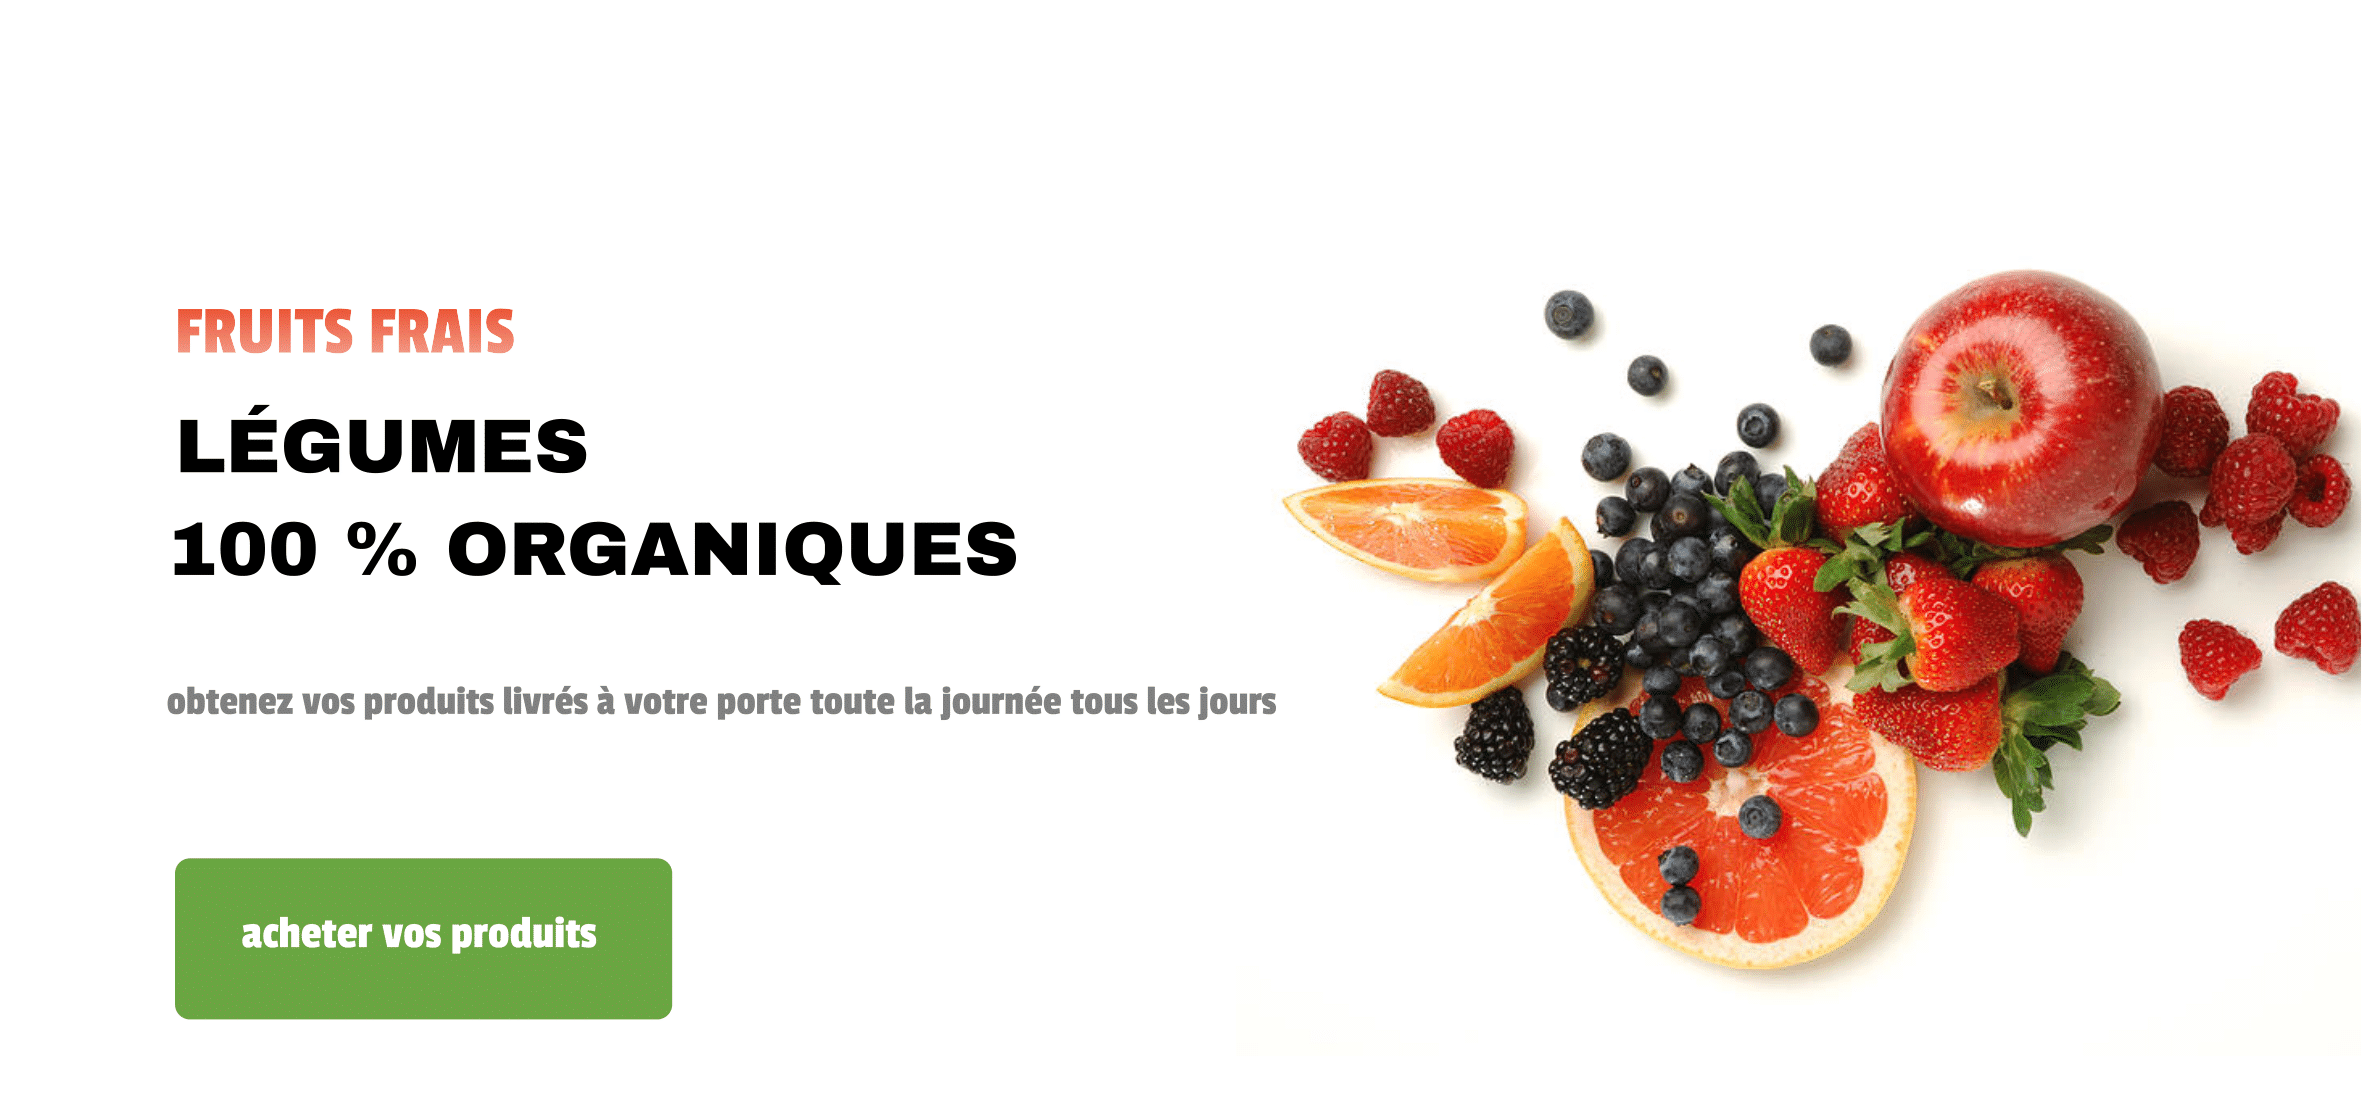 FRUITS FRAIS
LÉGUMES
100 % ORGANIQUES
obtenez vos produits livrés à votre porte toute la journée tous les jours
acheter vos produits